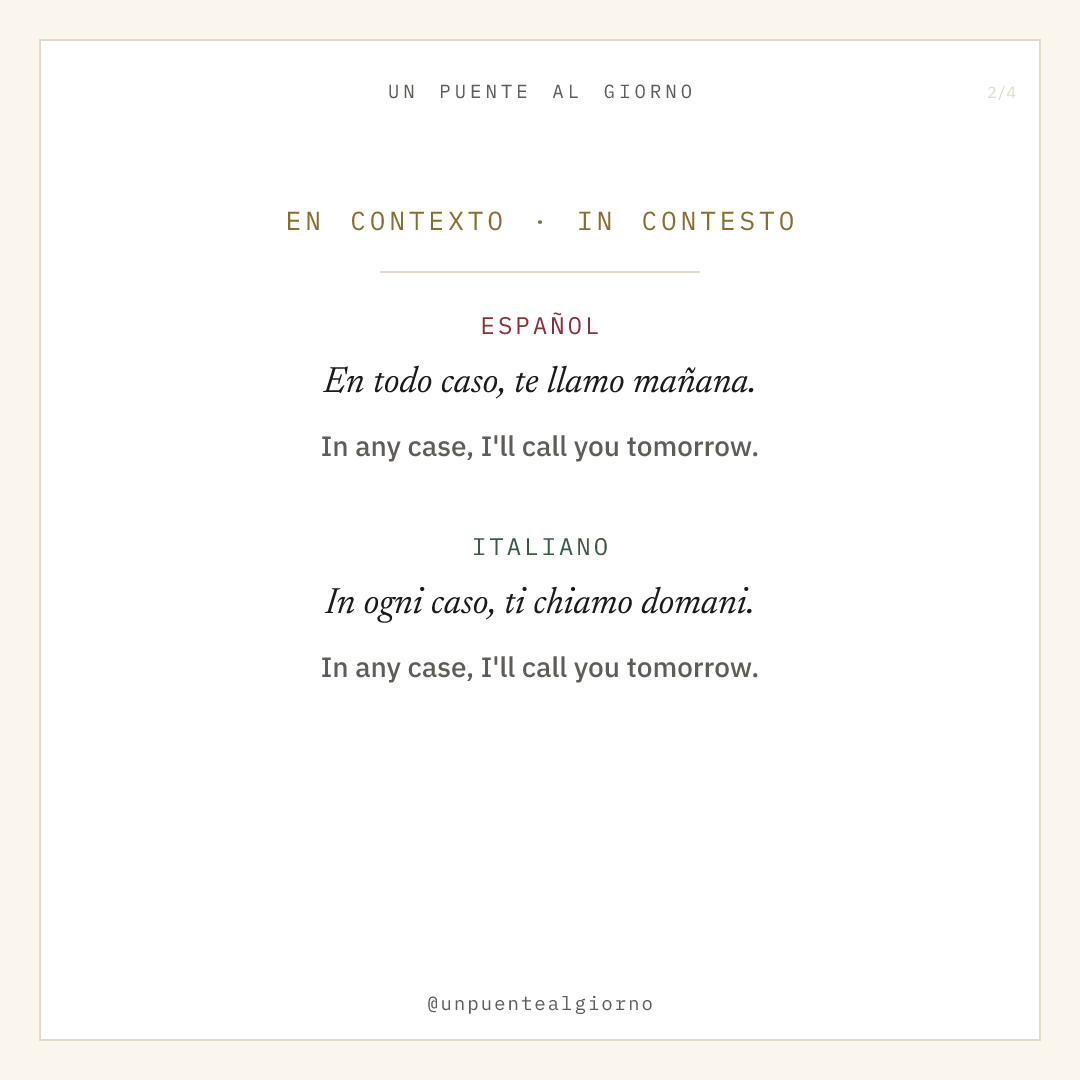 UN PUENTE AL GIORNO
2/4
EN CONTEXTO · IN CONTESTO
ESPAÑOL
En todo caso, te llamo mañana.
In any case, I'll call you tomorrow.
ITALIANO
In ogni caso, ti chiamo domani.
In any case, I'll call you tomorrow.
@unpuentealgiorno